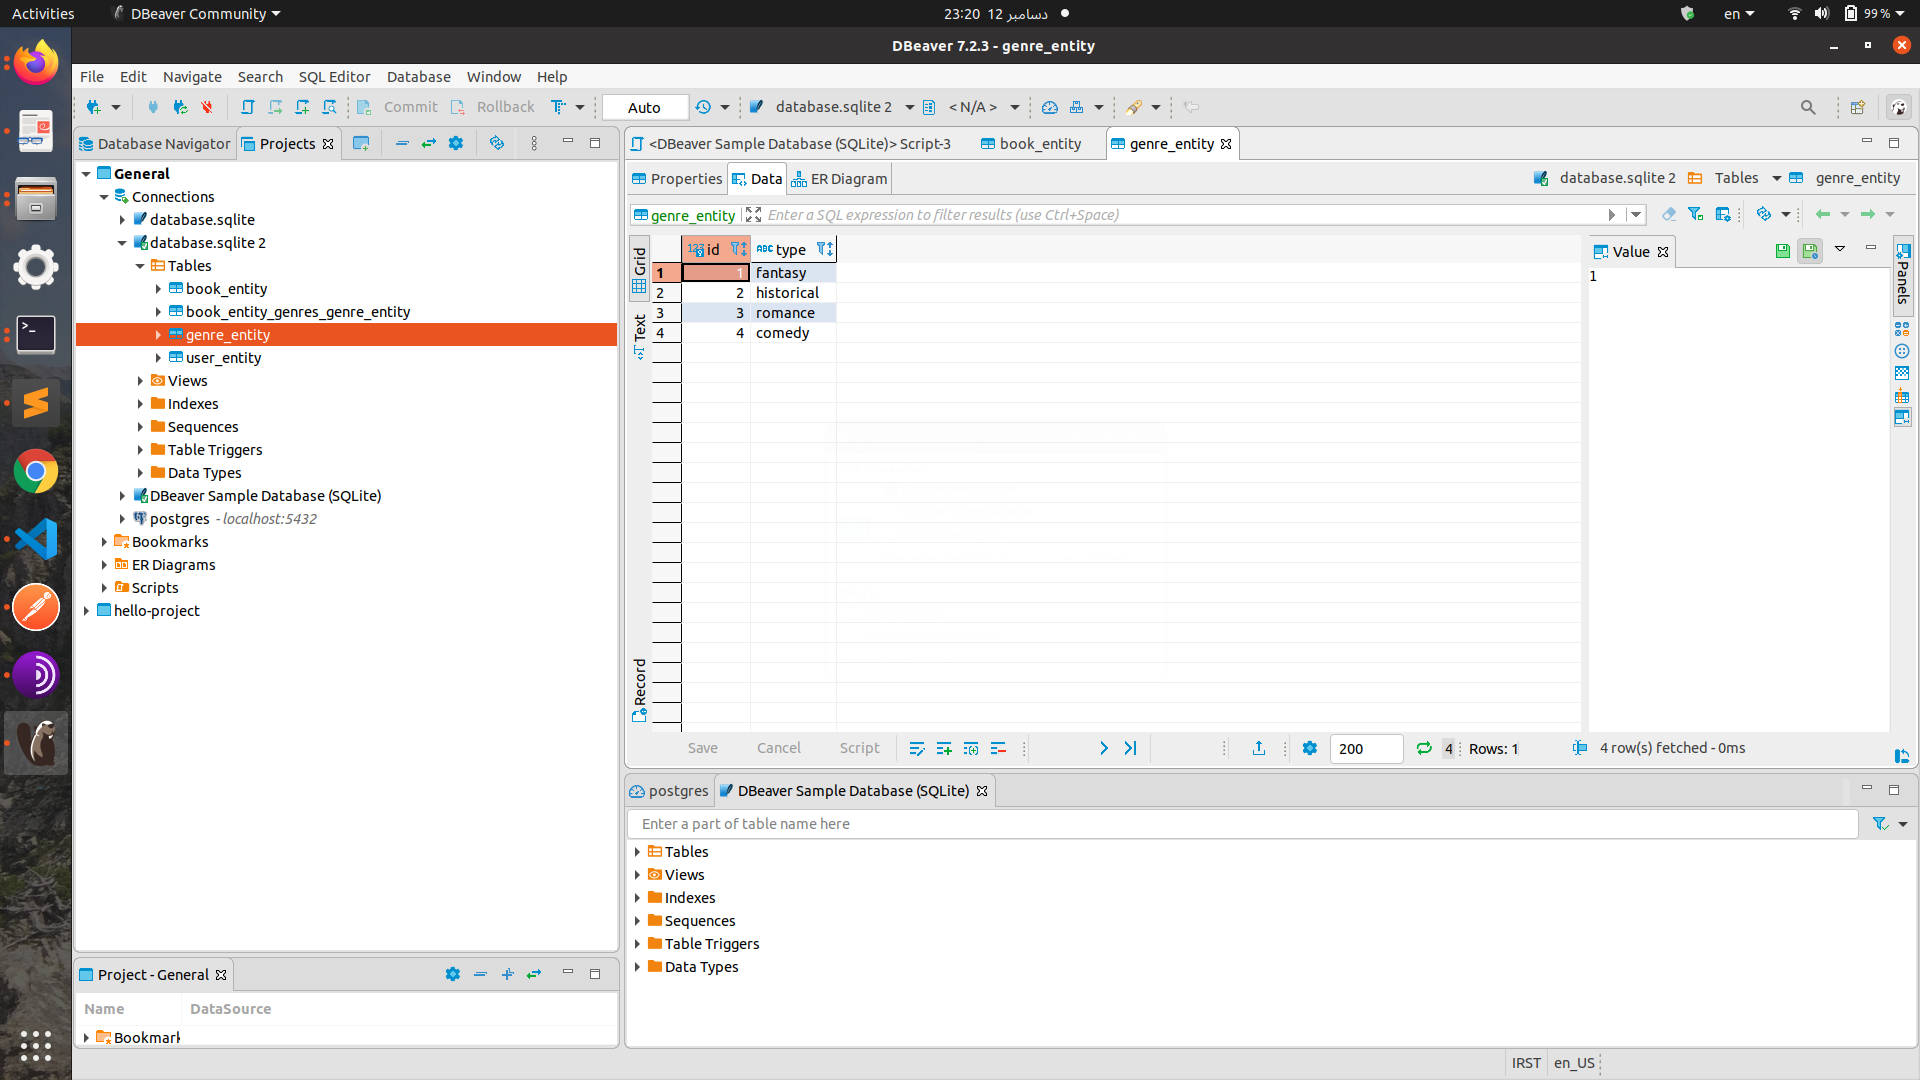 Activities DBeaver Community 23:20 12 دسامبر en 99 %
DBeaver 7.2.3 - genre_entity
File Edit Navigate Search SQL Editor Database Window Help
Commit Rollback Auto database.sqlite 2 < N/A >
Database Navigator Projects
General
Connections
database.sqlite
database.sqlite 2
Tables
book_entity
book_entity_genres_genre_entity
genre_entity
user_entity
Views
Indexes
Sequences
Table Triggers
Data Types
DBeaver Sample Database (SQLite)
postgres - localhost:5432
Bookmarks
ER Diagrams
Scripts
hello-project
Project - General
Name DataSource
Bookmark
<DBeaver Sample Database (SQLite)> Script-3 book_entity genre_entity
Properties Data ER Diagram database.sqlite 2 Tables genre_entity
genre_entity Enter a SQL expression to filter results (use Ctrl+Space)
Grid
Text
Record
123 id ABC type
1 1 fantasy
2 2 historical
3 3 romance
4 4 comedy
Value
1
Panels
Save Cancel Script 200 4 Rows: 1 4 row(s) fetched - 0ms
postgres DBeaver Sample Database (SQLite)
Enter a part of table name here
Tables
Views
Indexes
Sequences
Table Triggers
Data Types
IRST en_US